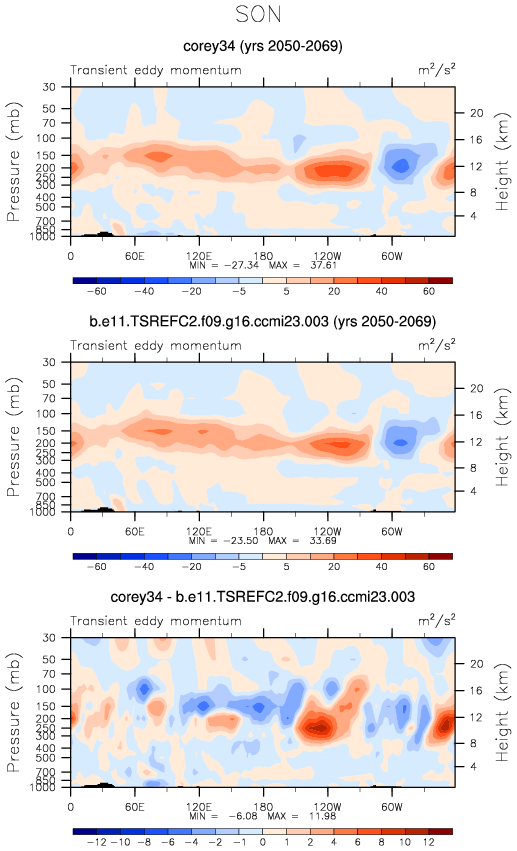 SON
corey34 (yrs 2050-2069)
Transient eddy momentum m²/s²
Pressure (mb)
30
50
70
100
150
200
250
300
400
500
700
850
1000
20
16
12
8
4
Height (km)
0 60E 120E 180 120W 60W
MIN = -27.34 MAX = 37.61
-60 -40 -20 -5 5 20 40 60
b.e11.TSREFC2.f09.g16.ccmi23.003 (yrs 2050-2069)
Transient eddy momentum m²/s²
Pressure (mb)
30
50
70
100
150
200
250
300
400
500
700
850
1000
20
16
12
8
4
Height (km)
0 60E 120E 180 120W 60W
MIN = -23.50 MAX = 33.69
-60 -40 -20 -5 5 20 40 60
corey34 - b.e11.TSREFC2.f09.g16.ccmi23.003
Transient eddy momentum m²/s²
Pressure (mb)
30
50
70
100
150
200
250
300
400
500
700
850
1000
20
16
12
8
4
Height (km)
0 60E 120E 180 120W 60W
MIN = -6.08 MAX = 11.98
-12 -10 -8 -6 -4 -2 -1 0 1 2 4 6 8 10 12